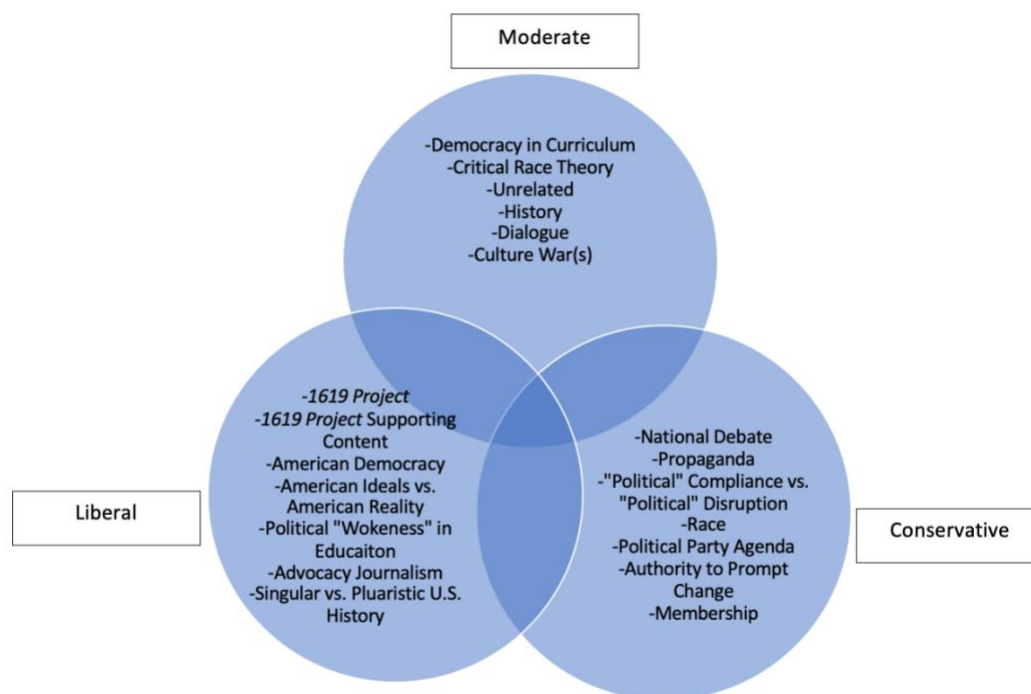 Moderate
-Democracy in Curriculum
-Critical Race Theory
-Unrelated
-History
-Dialogue
-Culture War(s)
-1619 Project
-1619 Project Supporting
Content
-American Democracy
-American Ideals vs.
American Reality
-Political "Wokeness" in
Educaiton
-Advocacy Journalism
-Singular vs. Pluaristic U.S.
History
Liberal
-National Debate
-Propaganda
-"Political" Compliance vs.
"Political" Disruption
-Race
-Political Party Agenda
-Authority to Prompt
Change
-Membership
Conservative